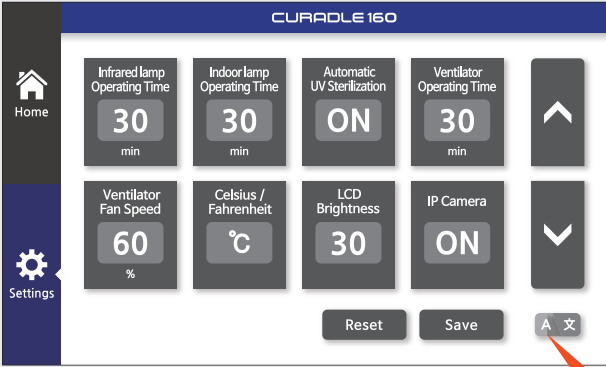 CURADLE 160
Home
Settings
Infrared lamp
Operating Time
30
min
Indoor lamp
Operating Time
30
min
Automatic
UV Sterilization
ON
Ventilator
Operating Time
30
min
Ventilator
Fan Speed
60
%
Celsius /
Fahrenheit
℃
LCD
Brightness
30
IP Camera
ON
Reset
Save
A 文